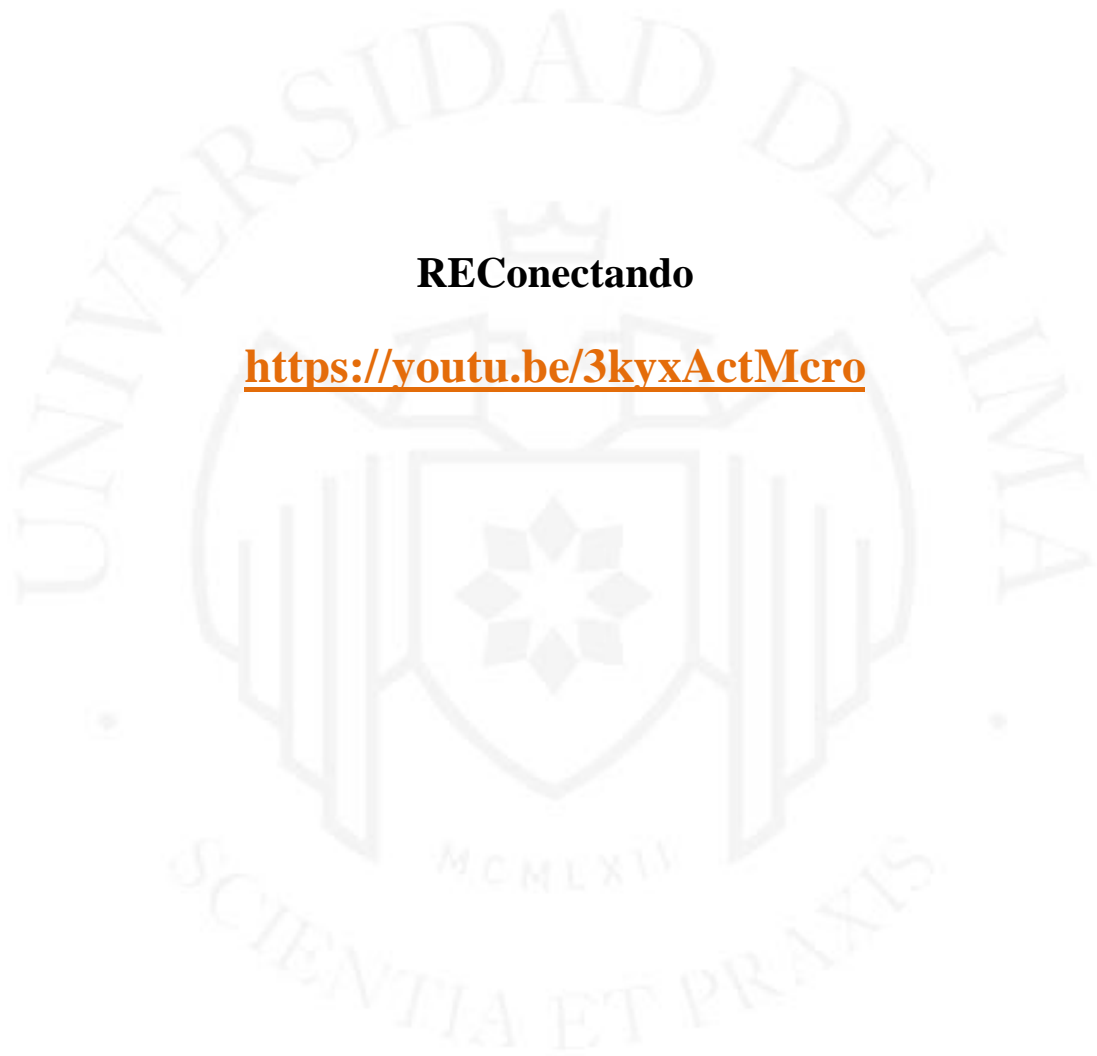 UNIVERSIDAD DE LIMA
REConectando
https://youtu.be/3kyxActMcro
MCMLXII
SCIENTIA ET PRAXIS